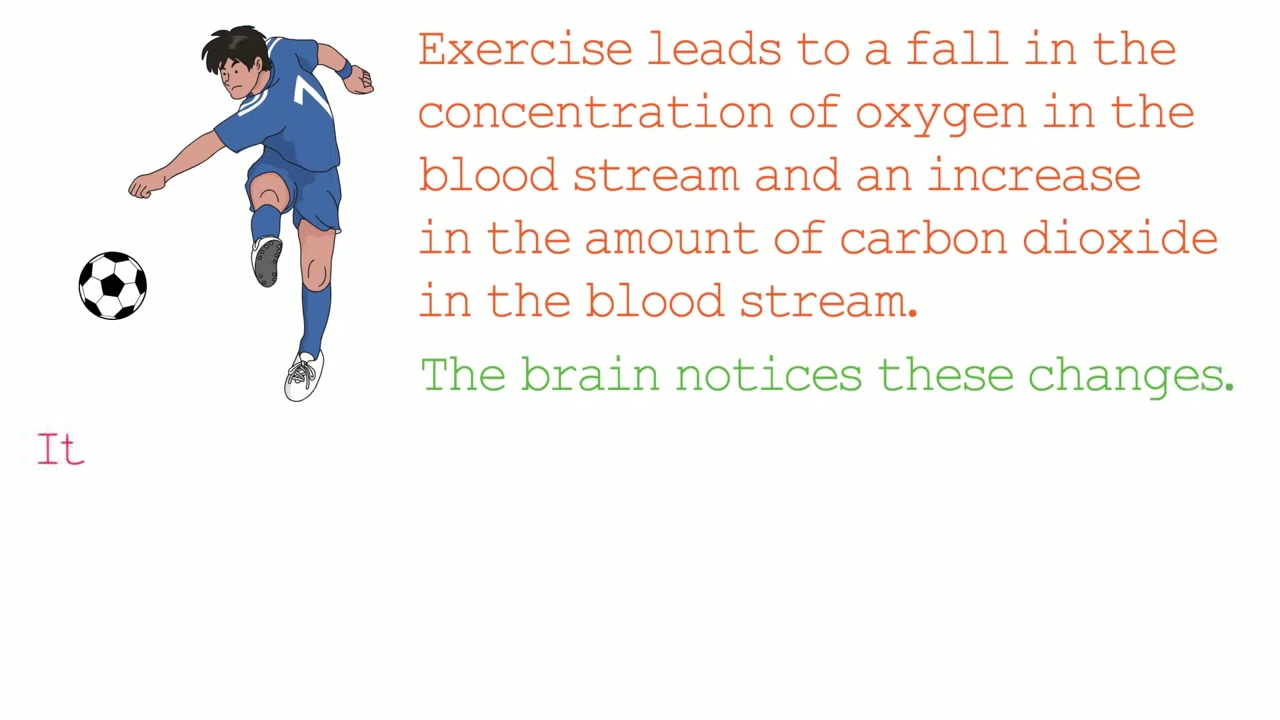 Exercise leads to a fall in the
concentration of oxygen in the
blood stream and an increase
in the amount of carbon dioxide
in the blood stream.
The brain notices these changes.
It